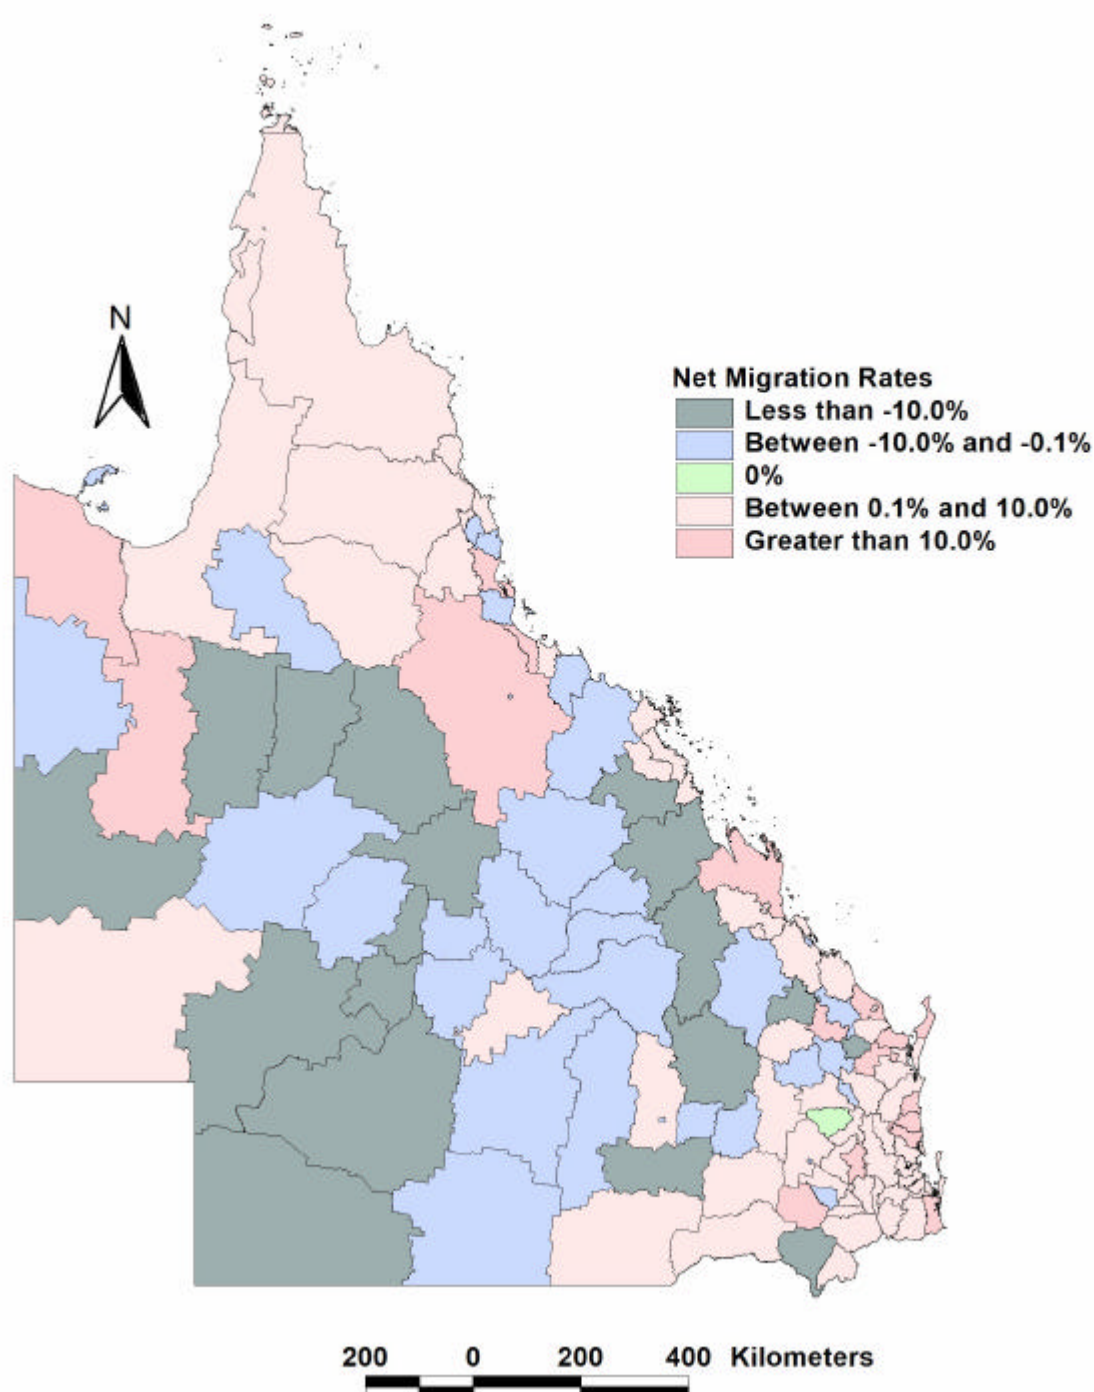 N
Net Migration Rates
Less than -10.0%
Between -10.0% and -0.1%
0%
Between 0.1% and 10.0%
Greater than 10.0%
200 0 200 400 Kilometers